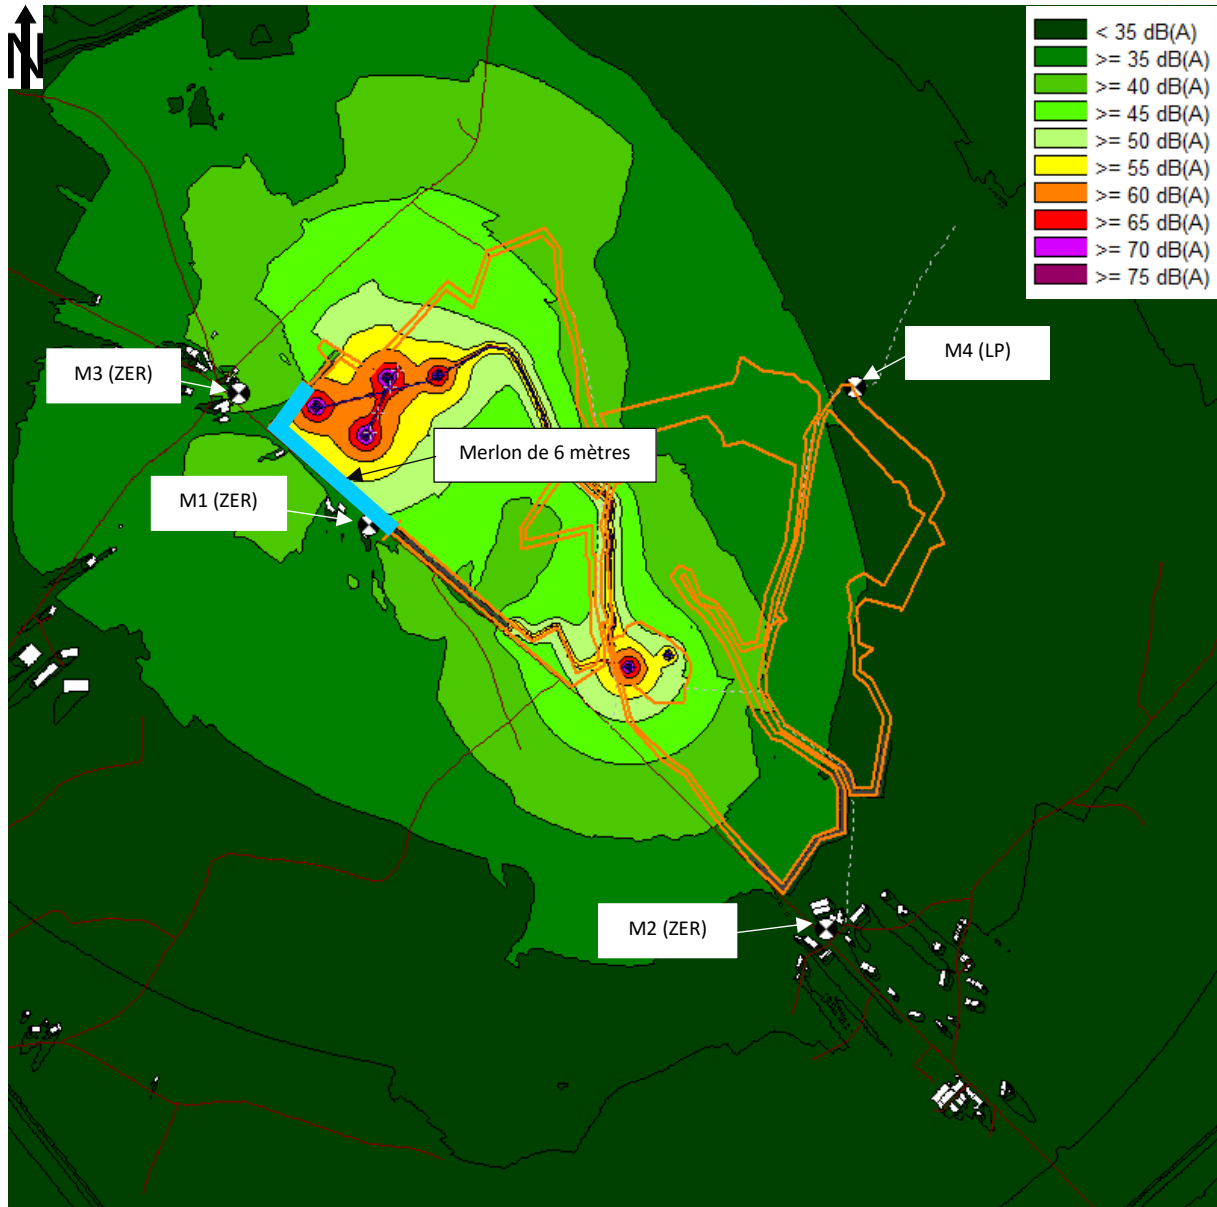 N
< 35 dB(A)
>= 35 dB(A)
>= 40 dB(A)
>= 45 dB(A)
>= 50 dB(A)
>= 55 dB(A)
>= 60 dB(A)
>= 65 dB(A)
>= 70 dB(A)
>= 75 dB(A)
M4 (LP)
M3 (ZER)
Merlon de 6 mètres
M1 (ZER)
M2 (ZER)